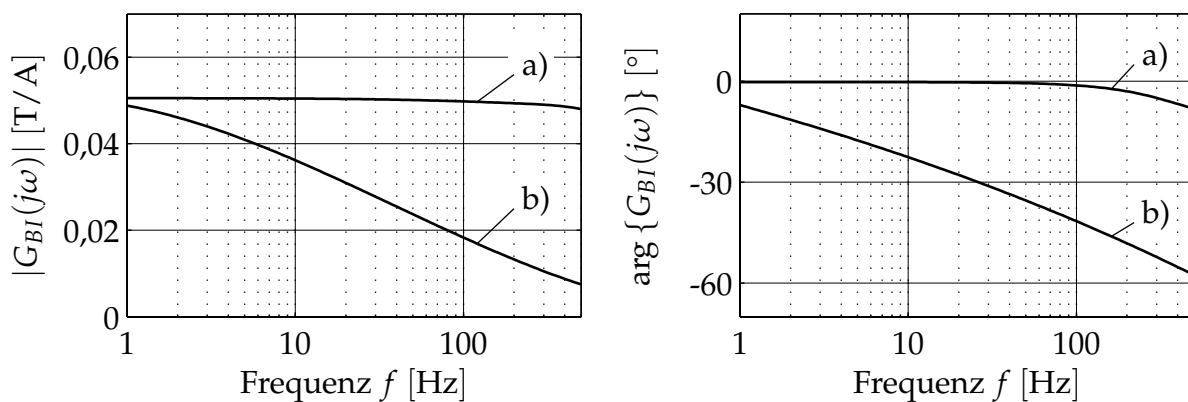 |G_BI(jω)| [T/A]
0,06
0,04
0,02
0
a)
b)
1
10
100
Frequenz f [Hz]
arg {G_BI(jω)} [°]
0
-30
-60
a)
b)
1
10
100
Frequenz f [Hz]